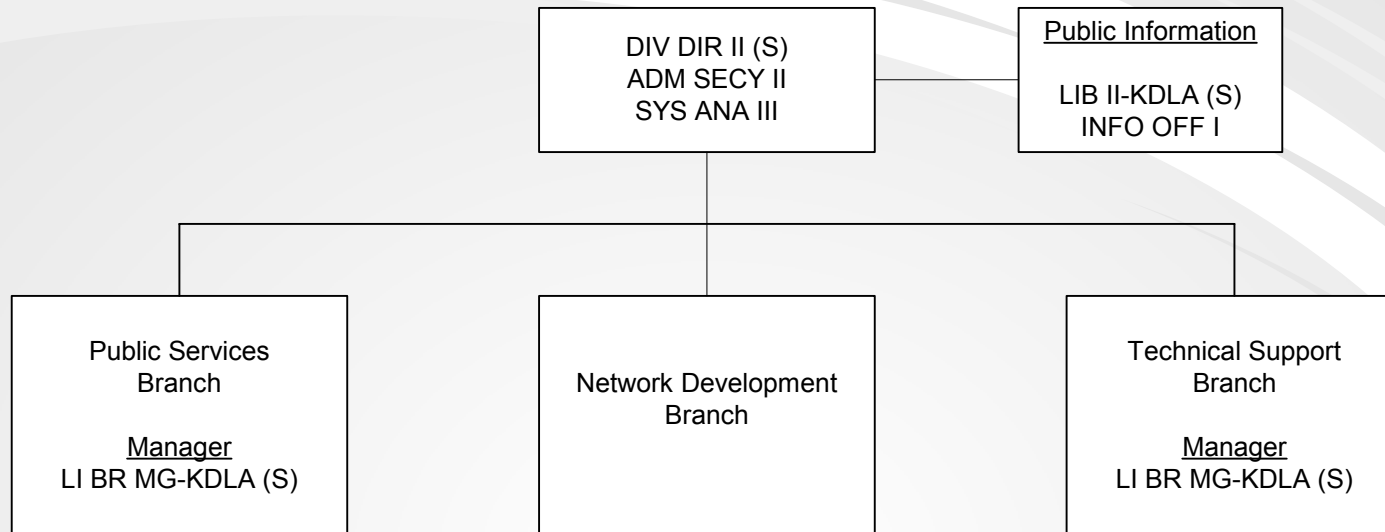 DIV DIR II (S)
ADM SECY II
SYS ANA III
Public Information
LIB II-KDLA (S)
INFO OFF I
Public Services
Branch
Manager
LI BR MG-KDLA (S)
Network Development
Branch
Technical Support
Branch
Manager
LI BR MG-KDLA (S)